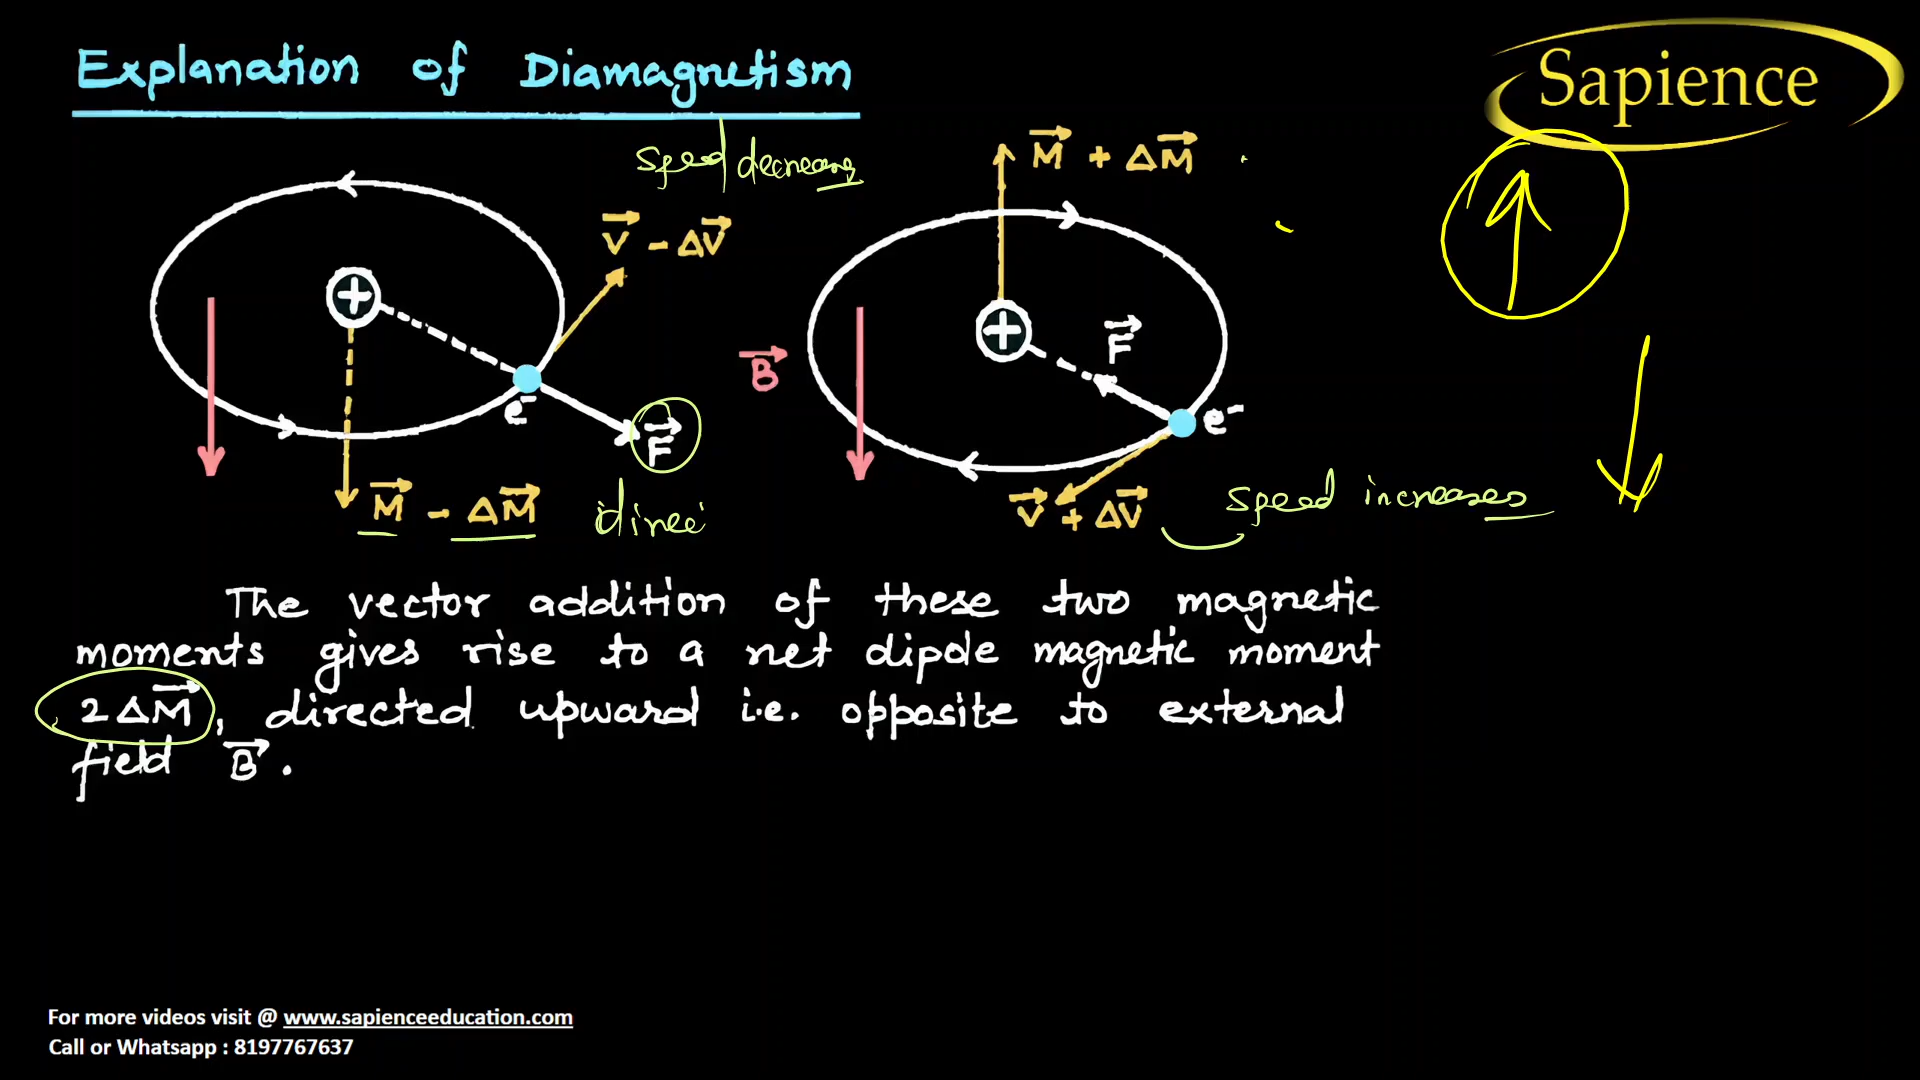 Explanation of Diamagnetism
Sapience
speed decreases
M + ΔM
V - ΔV
F
B
e-
F
e-
M - ΔM
V + ΔV
speed increases
The vector addition of these two magnetic
moments gives rise to a net dipole magnetic moment
2ΔM, directed upward i.e. opposite to external
field B.
For more videos visit @ www.sapienceeducation.com
Call or Whatsapp : 8197767637